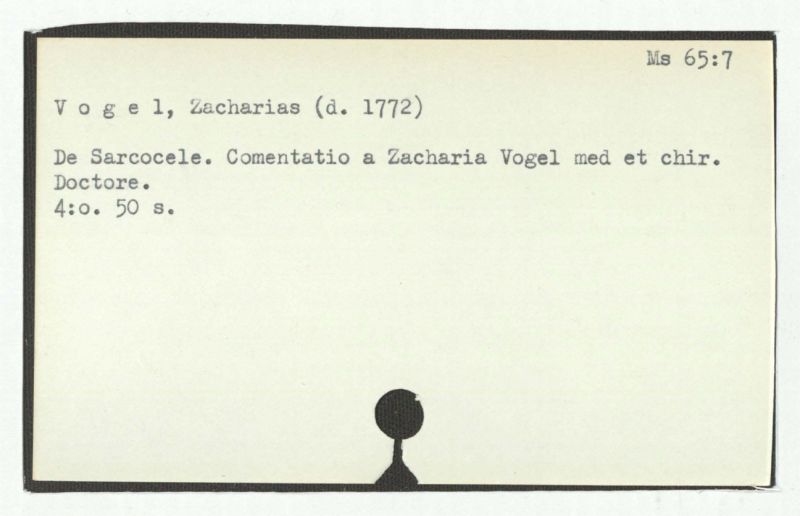 Ms 65:7
V o g e l, Zacharias (d. 1772)
De Sarcocele. Comentatio a Zacharia Vogel med et chir.
Doctore.
4:o. 50 s.